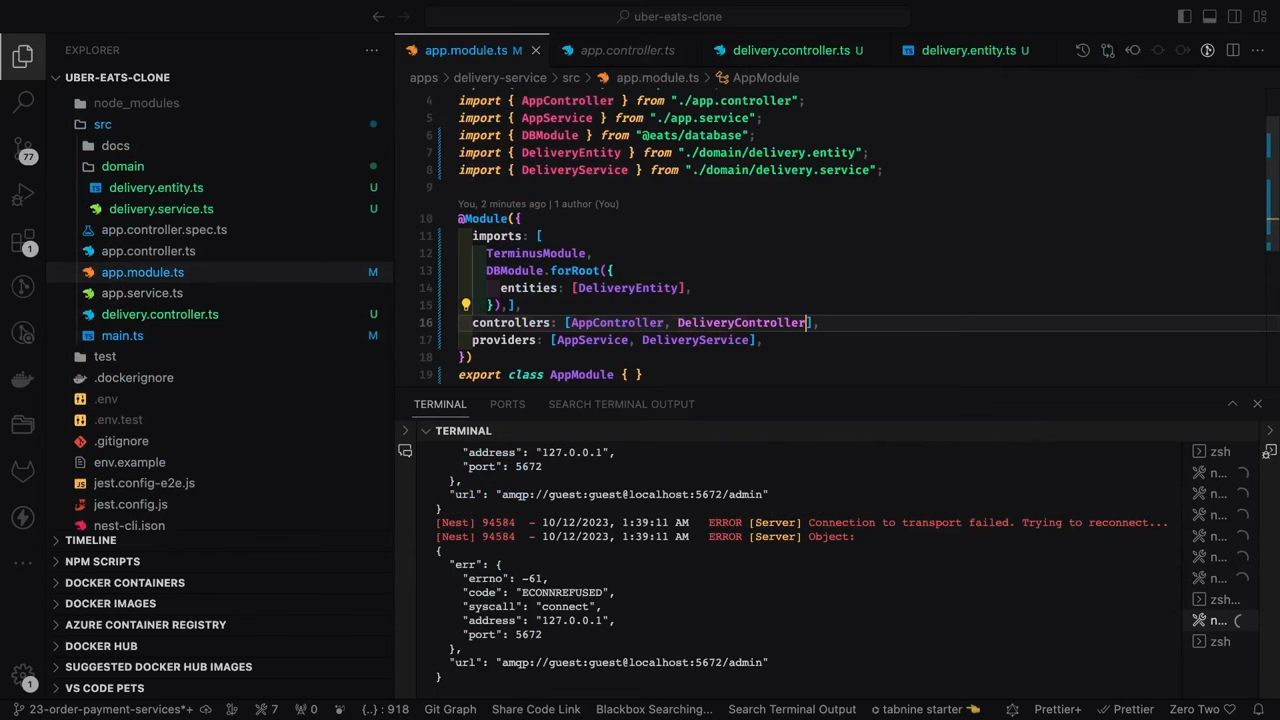 uber-eats-clone
EXPLORER
UBER-EATS-CLONE
node_modules
src
docs
domain
delivery.entity.ts U
delivery.service.ts U
app.controller.spec.ts
app.controller.ts
app.module.ts M
app.service.ts
delivery.controller.ts U
main.ts M
test
.dockerignore
.env
.env.test
.gitignore
env.example
jest.config-e2e.js
jest.config.js
nest-cli.json
TIMELINE
NPM SCRIPTS
DOCKER CONTAINERS
DOCKER IMAGES
AZURE CONTAINER REGISTRY
DOCKER HUB
SUGGESTED DOCKER HUB IMAGES
VS CODE PETS
77
1
1
app.module.ts M
app.controller.ts
delivery.controller.ts U
delivery.entity.ts U
apps > delivery-service > src > app.module.ts > AppModule
4 import { AppController } from "./app.controller";
5 import { AppService } from "./app.service";
6 import { DBModule } from "@eats/database";
7 import { DeliveryEntity } from "./domain/delivery.entity";
8 import { DeliveryService } from "./domain/delivery.service";
9
You, 2 minutes ago | 1 author (You)
10 @Module({
11 imports: [
12 TerminusModule,
13 DBModule.forRoot({
14 entities: [DeliveryEntity],
15 }),],
16 controllers: [AppController, DeliveryController],
17 providers: [AppService, DeliveryService],
18 })
19 export class AppModule { }
TERMINAL PORTS SEARCH TERMINAL OUTPUT
TERMINAL
"address": "127.0.0.1",
"port": 5672
},
"url": "amqp://guest:guest@localhost:5672/admin"
}
[Nest] 94584 - 10/12/2023, 1:39:11 AM ERROR [Server] Connection to transport failed. Trying to reconnect...
[Nest] 94584 - 10/12/2023, 1:39:11 AM ERROR [Server] Object:
{
"err": {
"errno": -61,
"code": "ECONNREFUSED",
"syscall": "connect",
"address": "127.0.0.1",
"port": 5672
},
"url": "amqp://guest:guest@localhost:5672/admin"
}
zsh
n...
n...
n...
n...
n...
n...
zsh...
n...
zsh
23-order-payment-services*+ 7 0 {..} : 918 Git Graph Share Code Link Blackbox Searching... Search Terminal Output tabnine starter Prettier+ Prettier Zero Two